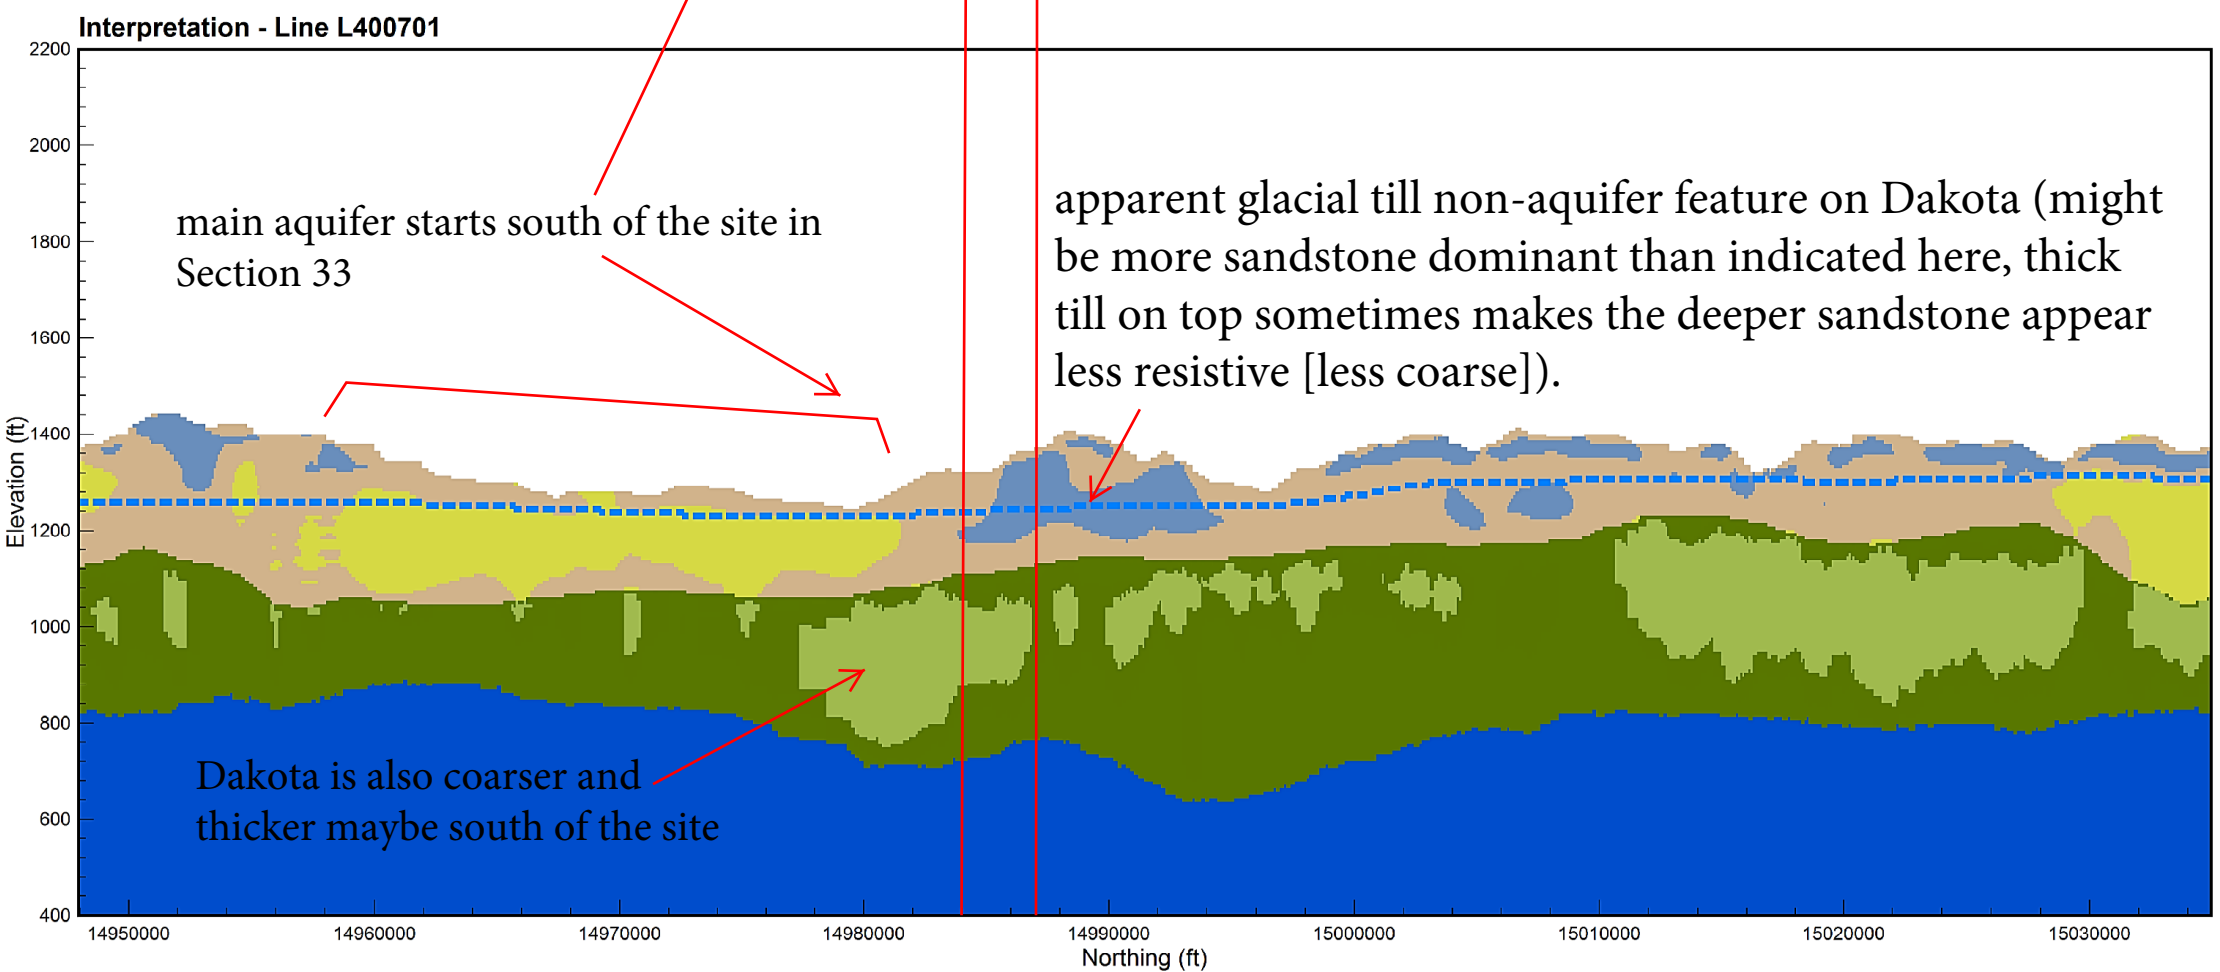 Interpretation - Line L400701
2200
2000
1800
1600
1400
1200
1000
800
600
400
Elevation (ft)
main aquifer starts south of the site in
Section 33
apparent glacial till non-aquifer feature on Dakota (might
be more sandstone dominant than indicated here, thick
till on top sometimes makes the deeper sandstone appear
less resistive [less coarse]).
Dakota is also coarser and
thicker maybe south of the site
14950000
14960000
14970000
14980000
14990000
15000000
15010000
15020000
15030000
Northing (ft)